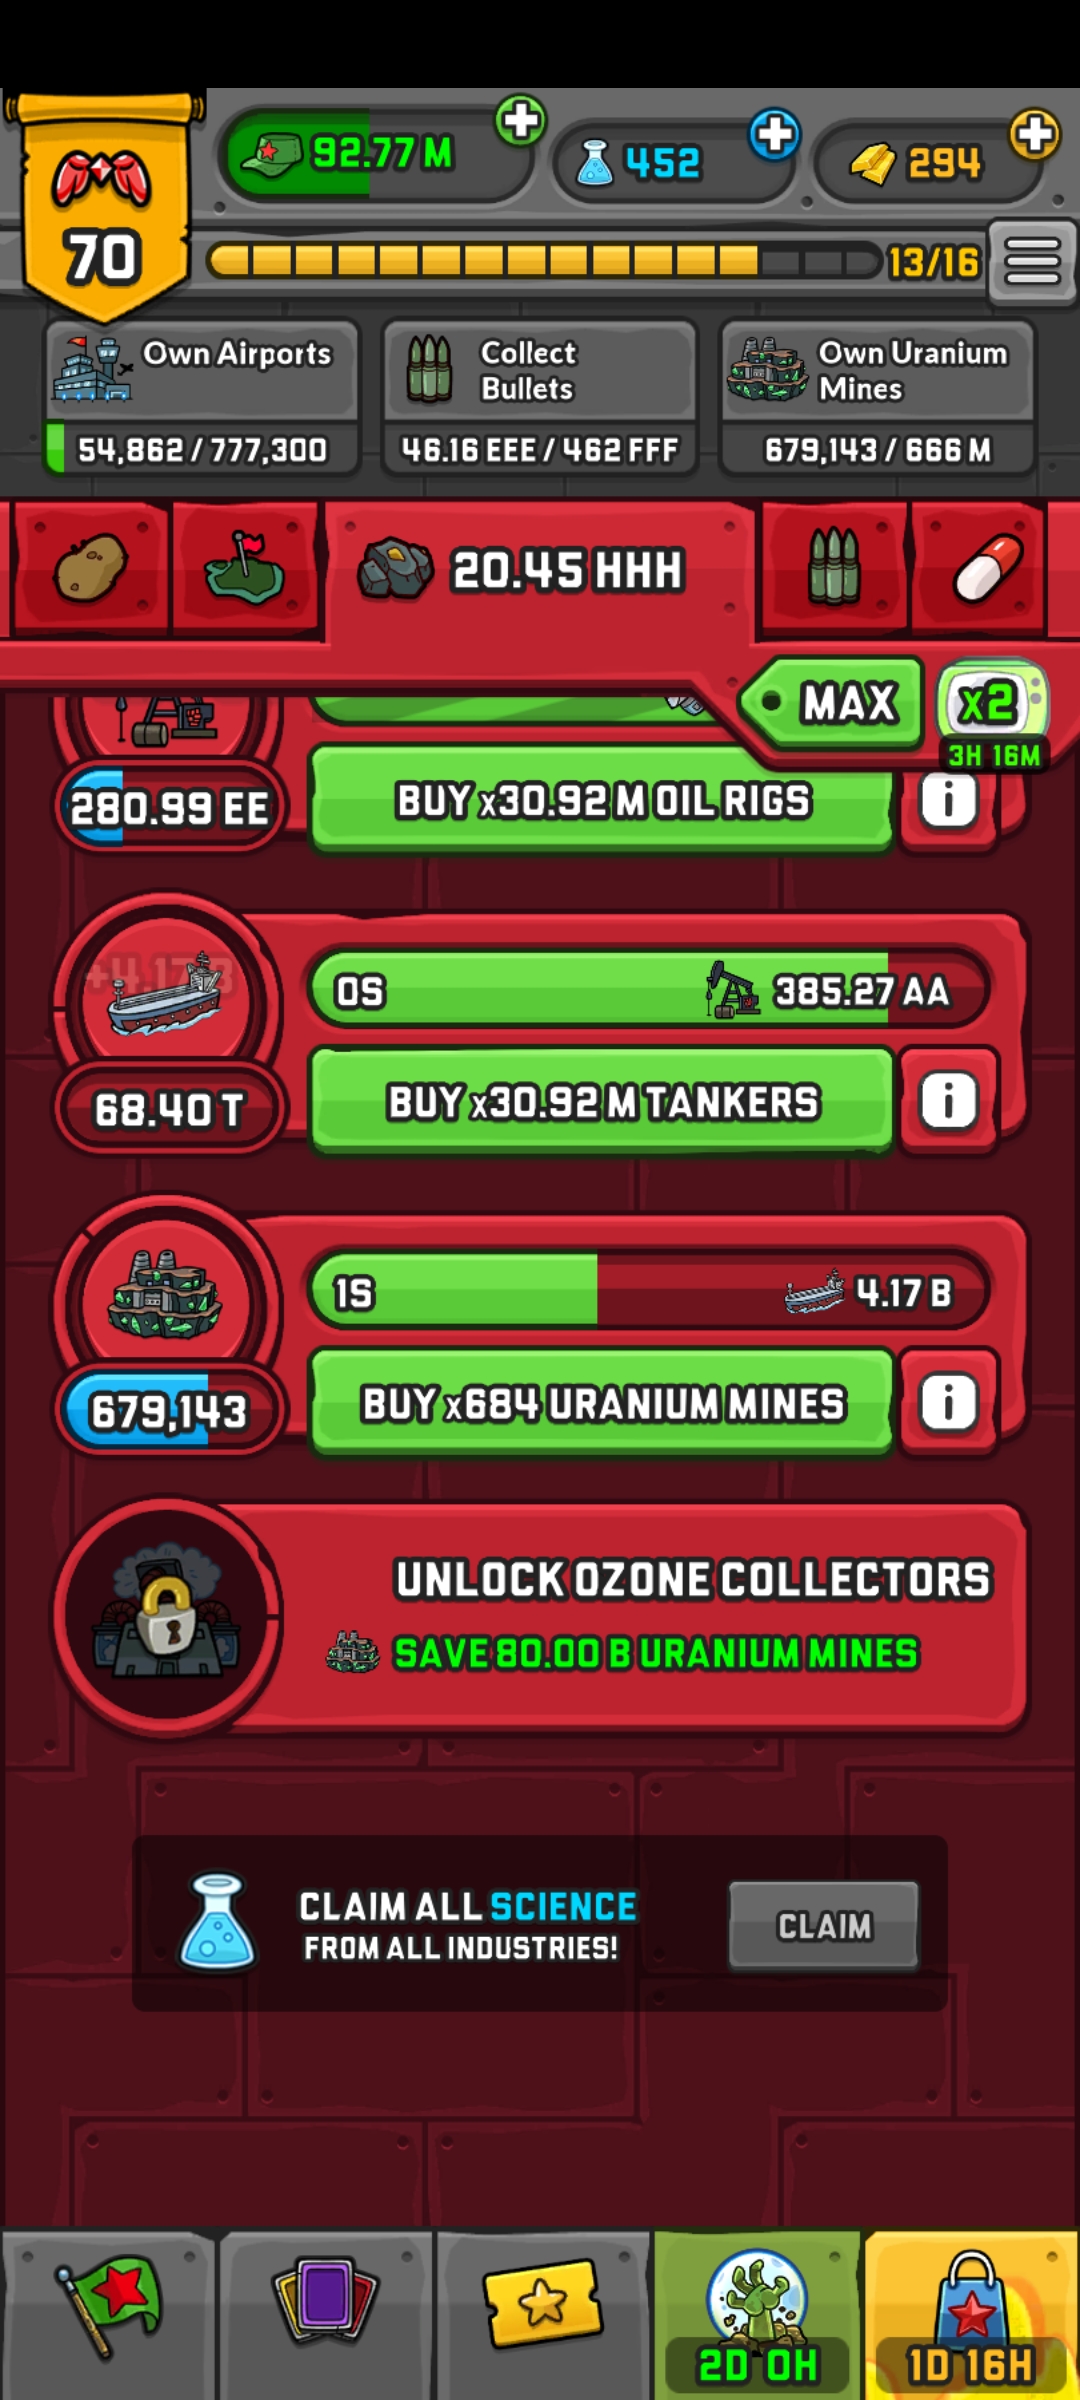 92.77 M
452
294
70
13/16
Own Airports
54,862 / 777,300
Collect
Bullets
46.16 EEE / 462 FFF
Own Uranium
Mines
679,143 / 666 M
20.45 HHH
MAX
x2
3H 16M
280.99 EE
BUY x30.92 M OIL RIGS
i
+4.17 B
0S
385.27 AA
68.40 T
BUY x30.92 M TANKERS
i
1S
4.17 B
679,143
BUY x684 URANIUM MINES
i
UNLOCK OZONE COLLECTORS
SAVE 80.00 B URANIUM MINES
CLAIM ALL SCIENCE
FROM ALL INDUSTRIES!
CLAIM
2D 0H
1D 16H